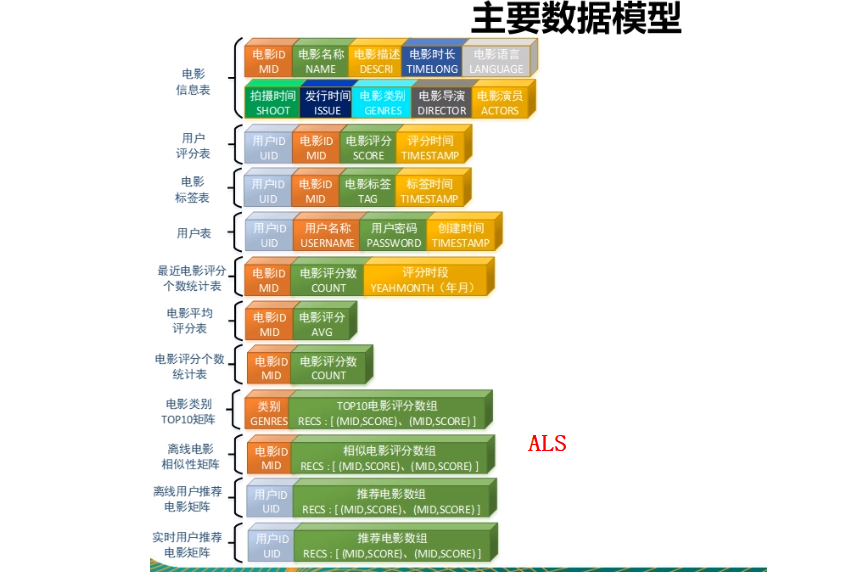 主要数据模型
电影
信息表
电影ID 电影名称 电影描述 电影时长 电影语言
MID NAME DESCRI TIMELONG LANGUAGE
拍摄时间 发行时间 电影类别 电影导演 电影演员
SHOOT ISSUE GENRES DIRECTOR ACTORS
用户
评分表
用户ID 电影ID 电影评分 评分时间
UID MID SCORE TIMESTAMP
电影
标签表
用户ID 电影ID 电影标签 标签时间
UID MID TAG TIMESTAMP
用户表
用户ID 用户名称 用户密码 创建时间
UID USERNAME PASSWORD TIMESTAMP
最近电影评分
个数统计表
电影ID 电影评分数 评分时段
MID COUNT YEAHMONTH（年月）
电影平均
评分表
电影ID 电影评分
MID AVG
电影评分个数
统计表
电影ID 电影评分数
MID COUNT
电影类别
TOP10矩阵
类别 TOP10电影评分数组
GENRES RECS : [ (MID,SCORE)、(MID,SCORE) ]
离线电影
相似性矩阵
电影ID 相似电影评分数组
MID RECS : [ (MID,SCORE)、(MID,SCORE) ]
ALS
离线用户推荐
电影矩阵
用户ID 推荐电影数组
UID RECS : [ (MID,SCORE)、(MID,SCORE) ]
实时用户推荐
电影矩阵
用户ID 推荐电影数组
UID RECS : [ (MID,SCORE)、(MID,SCORE) ]